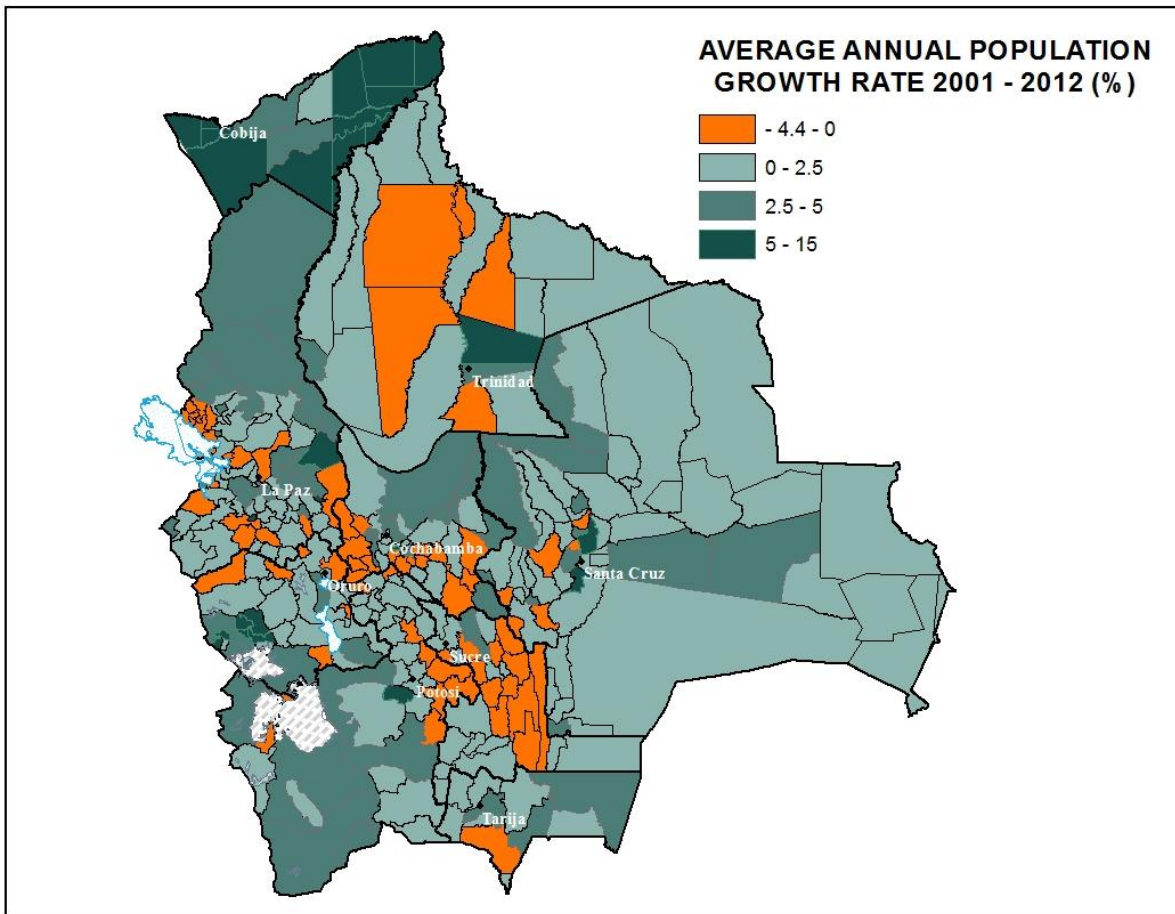 AVERAGE ANNUAL POPULATION
GROWTH RATE 2001 - 2012 (%)
- 4.4 - 0
0 - 2.5
2.5 - 5
5 - 15
Cobija
Trinidad
La Paz
Cochabamba
Santa Cruz
Oruro
Sucre
Potosi
Tarija